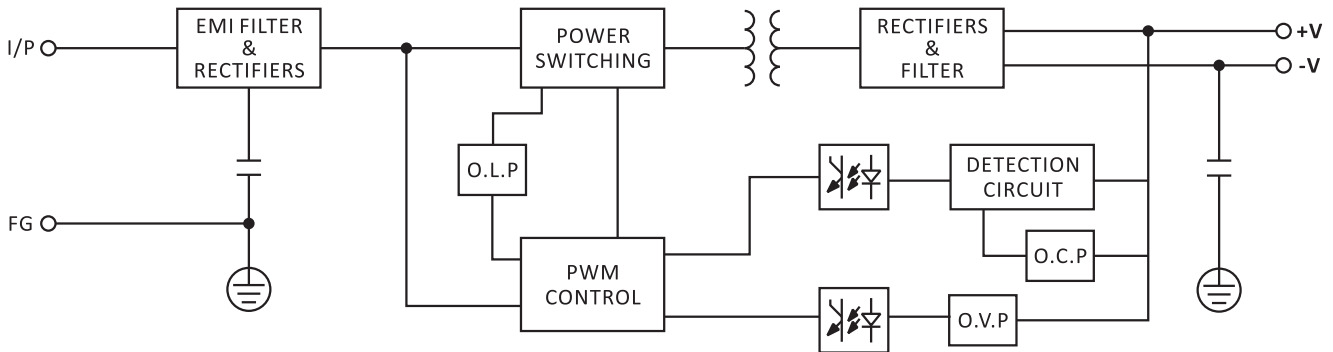 I/P
EMI FILTER
&
RECTIFIERS
POWER
SWITCHING
RECTIFIERS
&
FILTER
+V
-V
O.L.P
DETECTION
CIRCUIT
FG
O.C.P
PWM
CONTROL
O.V.P